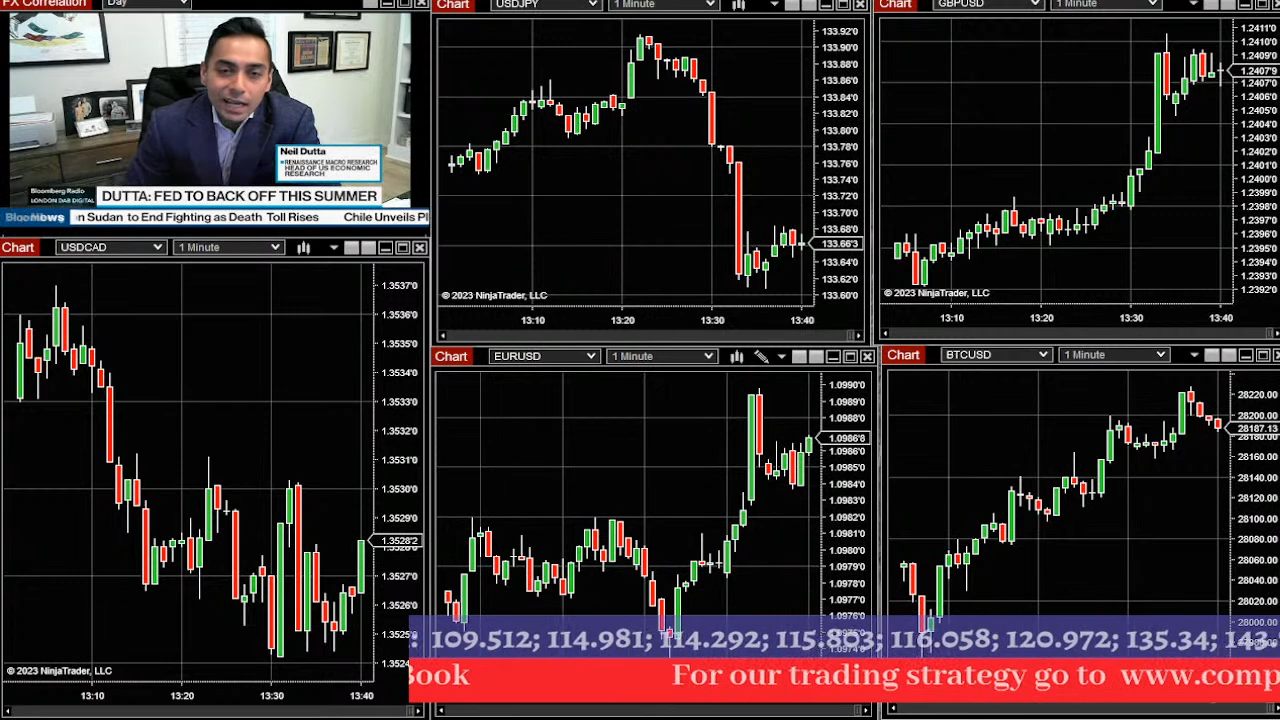 FX Correlation
Day
Neil Dutta
RENAISSANCE MACRO RESEARCH
HEAD OF US ECONOMIC
RESEARCH
Bloomberg Radio
LONDON DAB DIGITAL
DUTTA: FED TO BACK OFF THIS SUMMER
News
n Sudan to End Fighting as Death Toll Rises Chile Unveils Pl
Chart
USDJPY
1 Minute
133.92'0
133.90'0
133.88'0
133.86'0
133.84'0
133.80'0
133.78'0
133.76'0
133.74'0
133.72'0
133.70'0
133.68'0
133.66'3
133.64'0
133.62'0
133.60'0
© 2023 NinjaTrader, LLC
13:10 13:20 13:30 13:40
Chart
GBPUSD
1 Minute
1.2411'0
1.2410'0
1.2409'0
1.2407'9
1.2406'0
1.2405'0
1.2404'0
1.2402'0
1.2401'0
1.2400'0
1.2399'0
1.2398'0
1.2396'0
1.2395'0
1.2393'0
1.2392'0
© 2023 NinjaTrader, LLC
13:10 13:20 13:30 13:40
Chart
USDCAD
1 Minute
1.3537'0
1.3536'0
1.3535'0
1.3534'0
1.3533'0
1.3532'0
1.3531'0
1.3530'0
1.3529'0
1.3528'2
1.3527'0
1.3526'0
1.3525'0
1.3524
© 2023 NinjaTrader, LLC
13:10 13:20 13:30 13:40
Chart
EURUSD
1 Minute
1.0990'0
1.0989'0
1.0988'0
1.0986'8
1.0986'0
1.0985'0
1.0984'0
1.0983'0
1.0982'0
1.0981'0
1.0980'0
1.0979'0
1.0978'0
1.0977'0
1.0976'0
Chart
BTCUSD
1 Minute
28220.00
28200.00
28187.13
28180.00
28160.00
28140.00
28120.00
28100.00
28080.00
28060.00
28040.00
28020.00
28000.00
: 109.512; 114.981; 114.292; 115.803; 116.058; 120.972; 135.34; 14
Book For our trading strategy go to www.comp